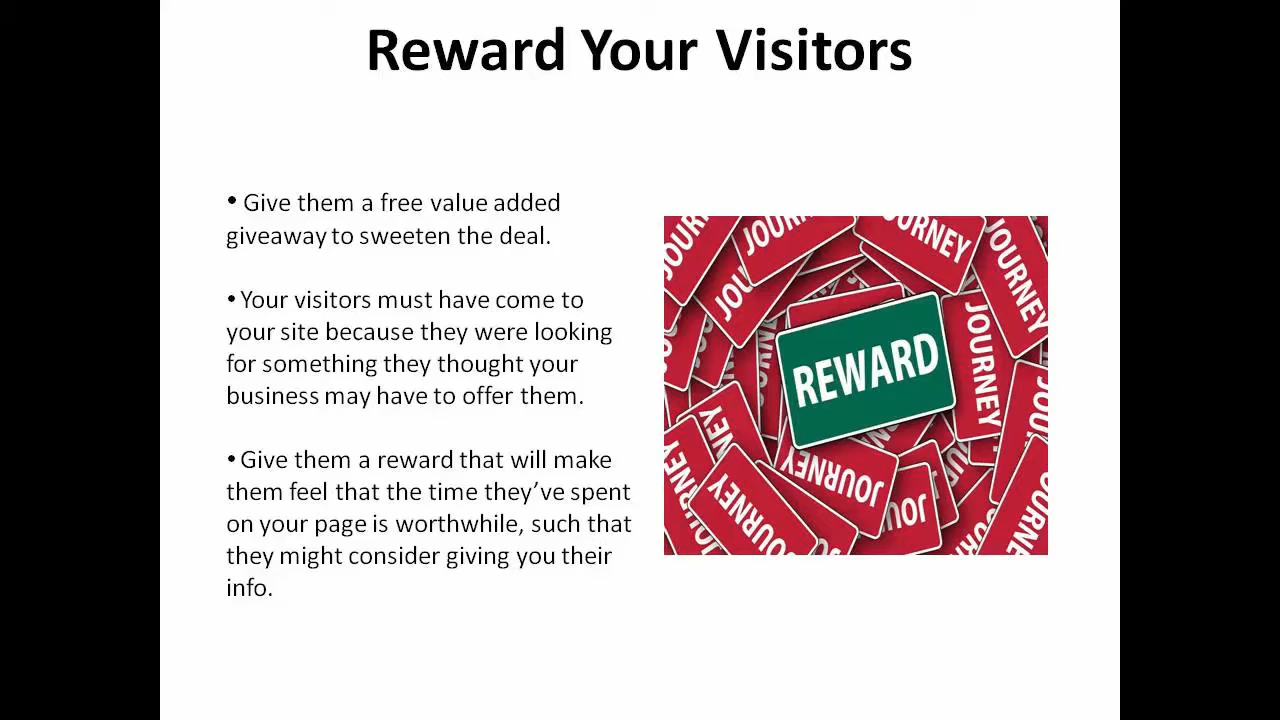 Reward Your Visitors
• Give them a free value added
giveaway to sweeten the deal.
• Your visitors must have come to
your site because they were looking
for something they thought your
business may have to offer them.
• Give them a reward that will make
them feel that the time they’ve spent
on your page is worthwhile, such that
they might consider giving you their
info.
JOURNEY
JOURNEY
JOURNEY
REWARD
JOURNEY
JOURNEY